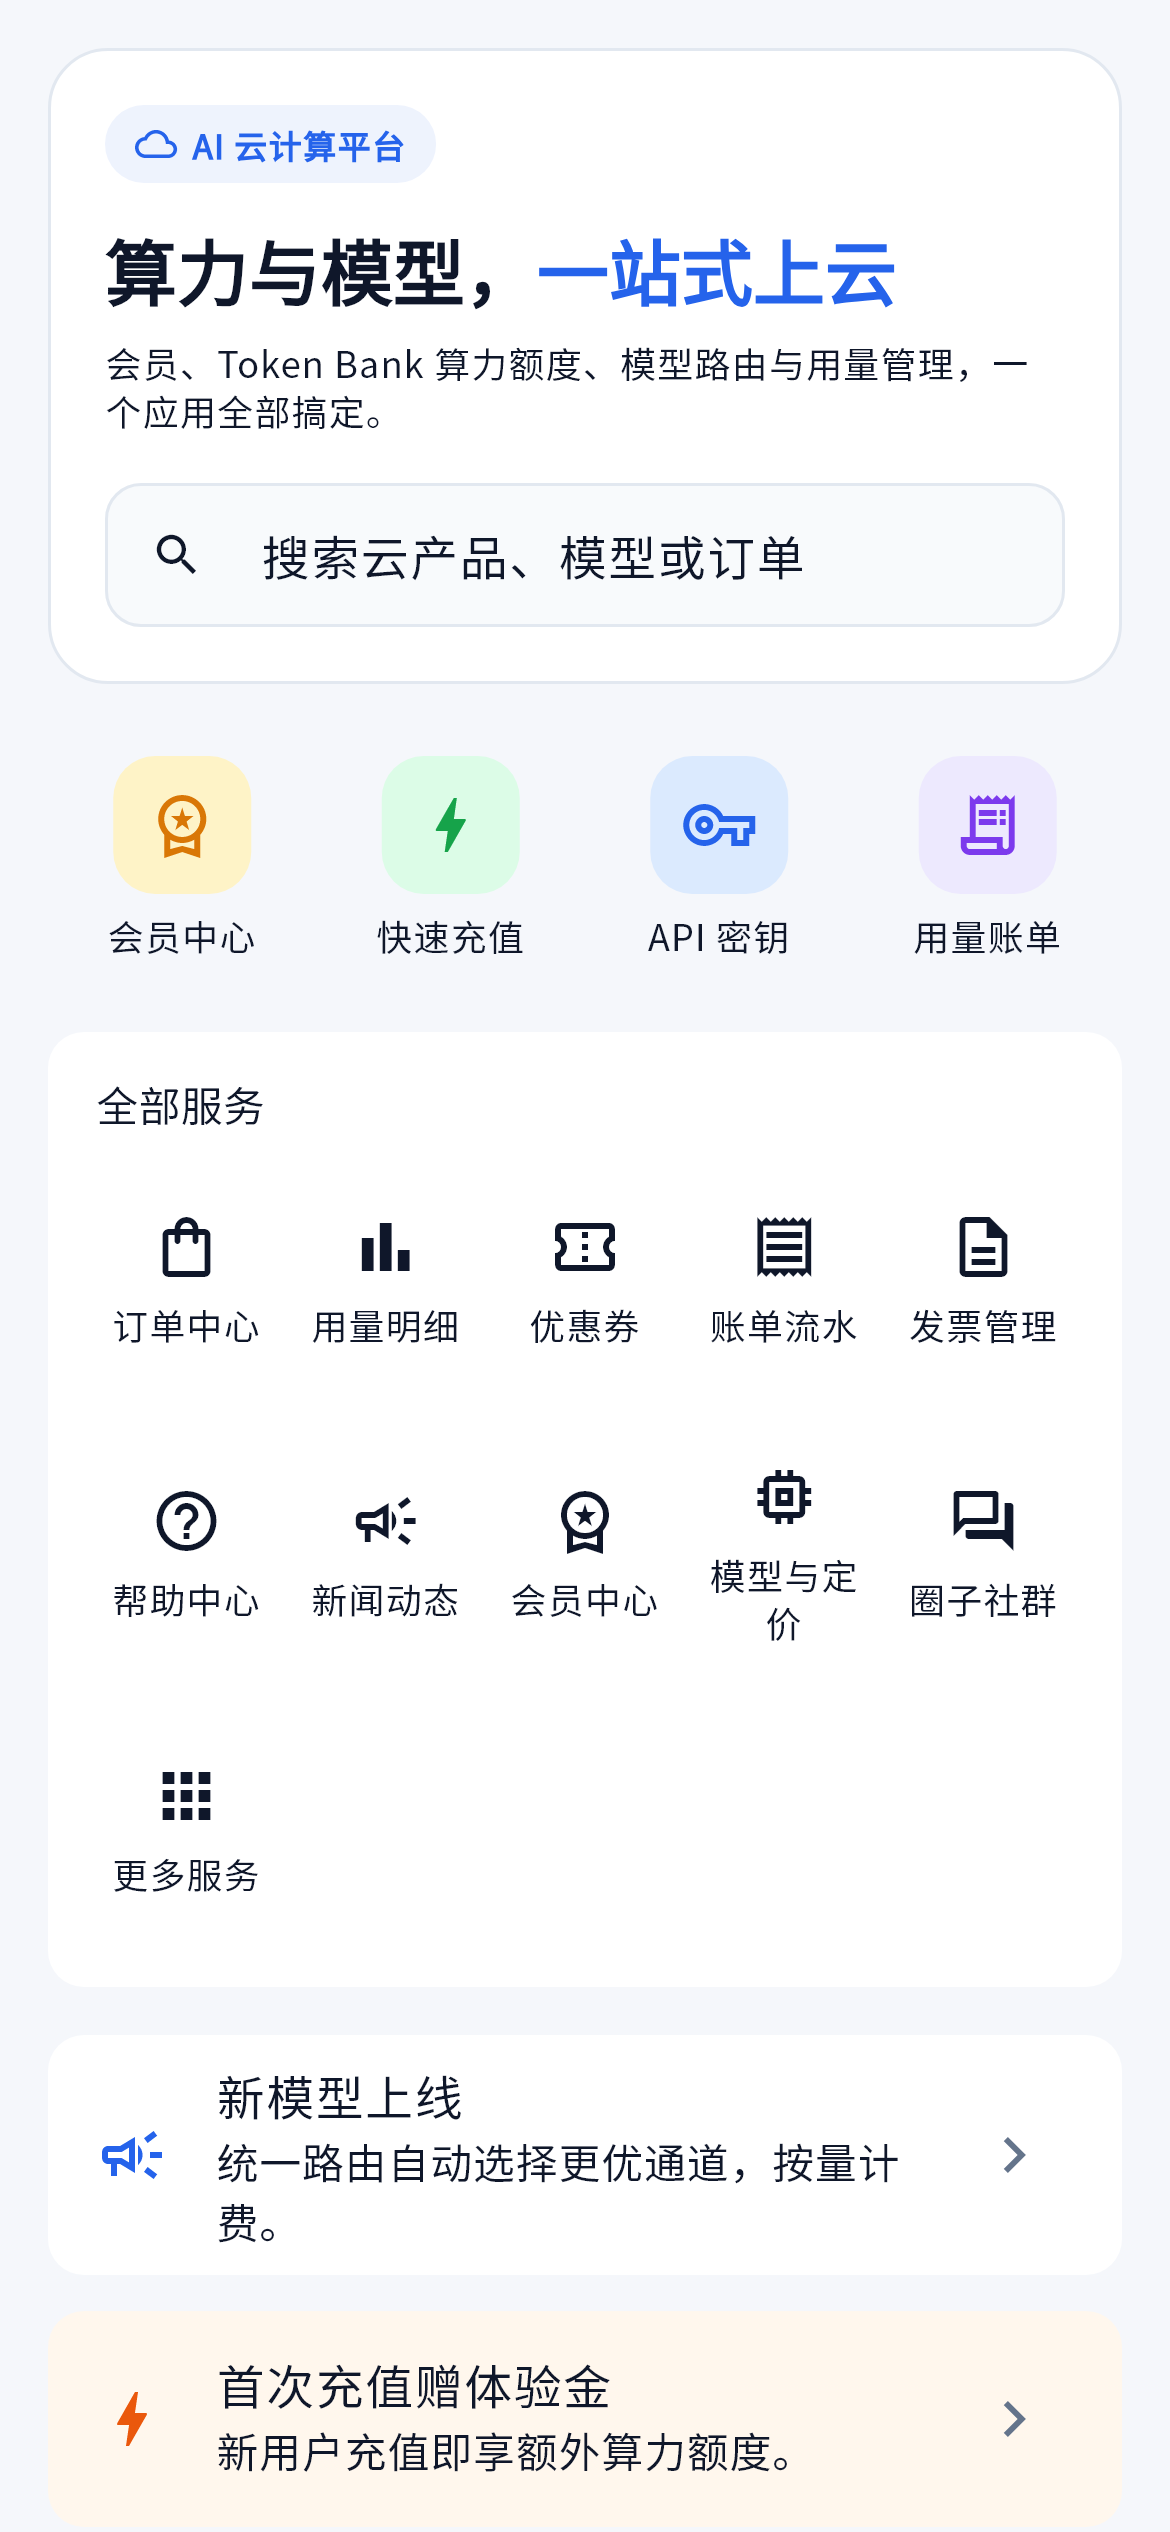 AI 云计算平台
算力与模型，一站式上云
会员、Token Bank 算力额度、模型路由与用量管理，一
个应用全部搞定。
搜索云产品、模型或订单
会员中心 快速充值 API 密钥 用量账单
全部服务
订单中心 用量明细 优惠券 账单流水 发票管理
帮助中心 新闻动态 会员中心 模型与定
价 圈子社群
更多服务
新模型上线
统一路由自动选择更优通道，按量计
费。
首次充值赠体验金
新用户充值即享额外算力额度。